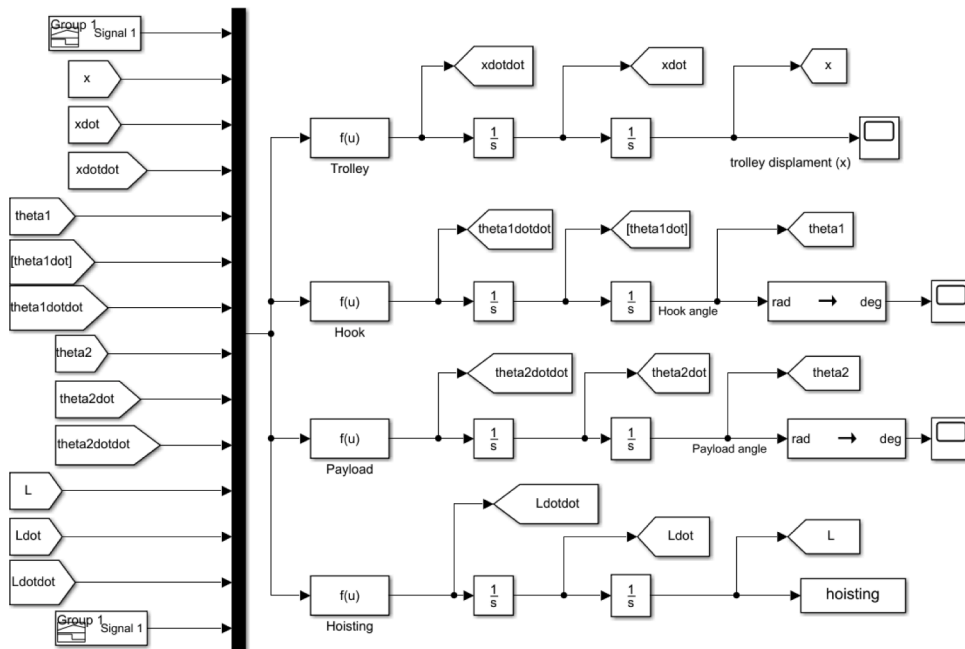 Group 1
Signal 1
x
xdot
xdotdot
theta1
[theta1dot]
theta1dotdot
theta2
theta2dot
theta2dotdot
L
Ldot
Ldotdot
Group 1
Signal 1
xdotdot
xdot
x
f(u)
1
s
1
s
Trolley
trolley displament (x)
theta1dotdot
[theta1dot]
theta1
f(u)
1
s
1
s
rad
deg
Hook
Hook angle
theta2dotdot
theta2dot
theta2
f(u)
1
s
1
s
rad
deg
Payload
Payload angle
Ldotdot
Ldot
L
f(u)
1
s
1
s
hoisting
Hoisting